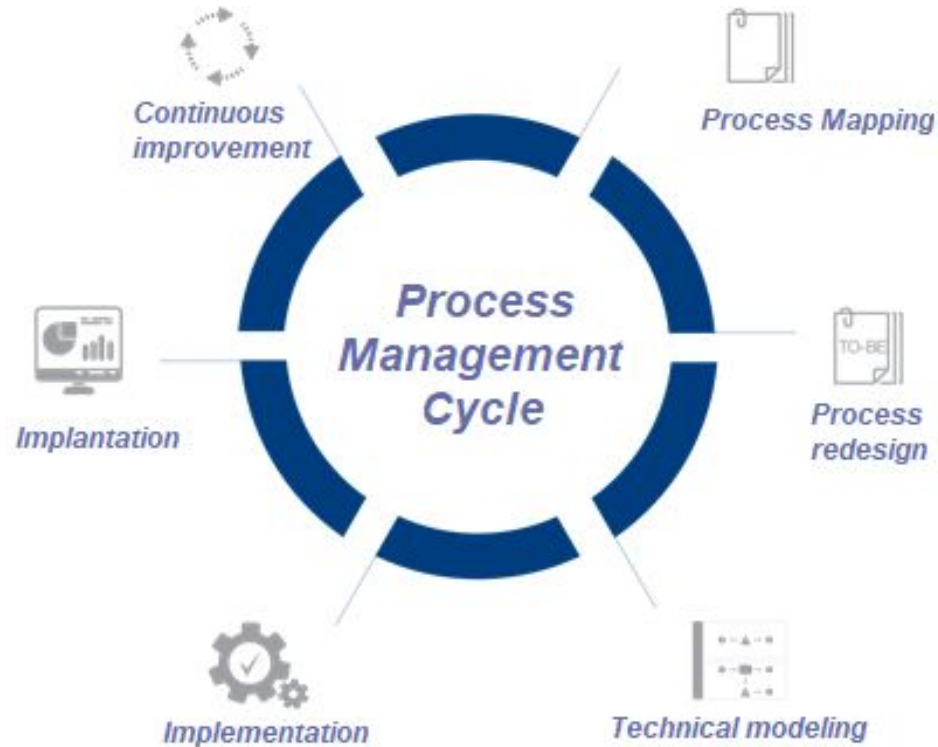 Continuous
improvement
Process Mapping
Process
Management
Cycle
TO-BE
Process
redesign
Implantation
Implementation
Technical modeling